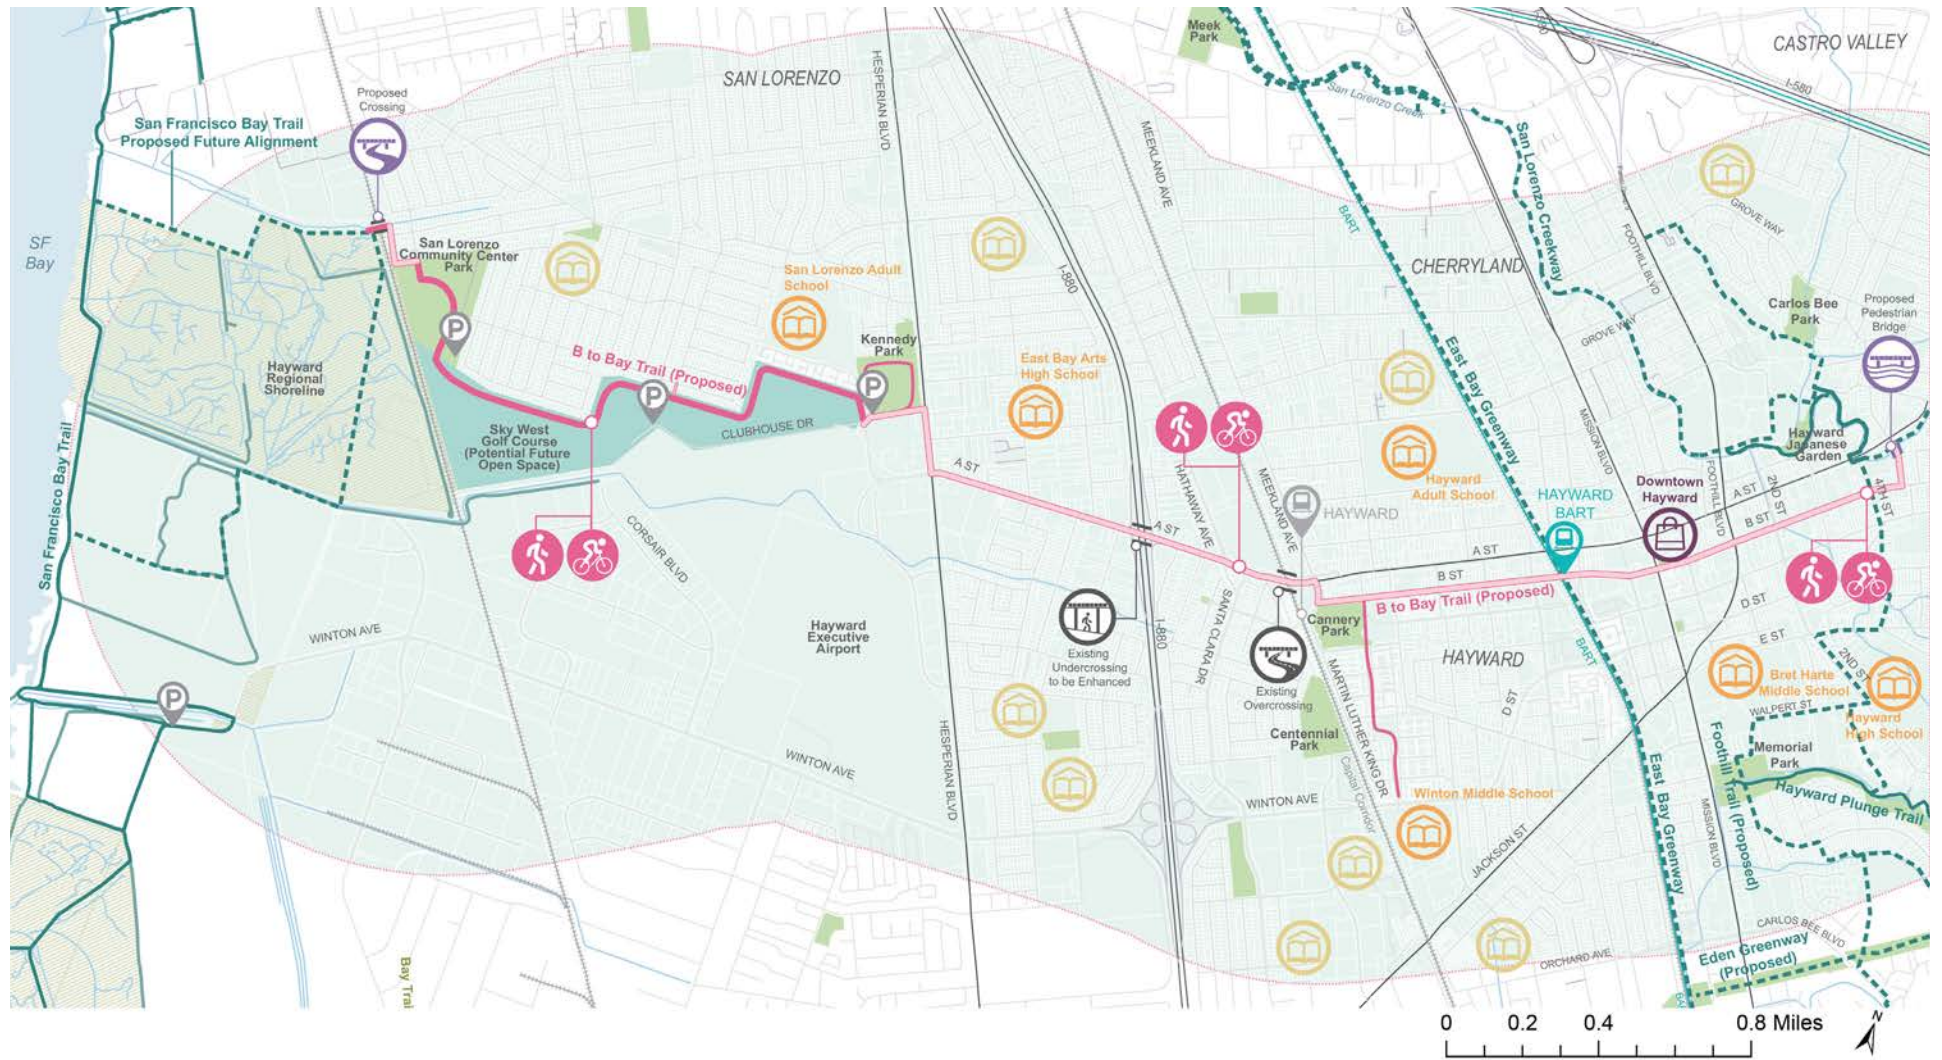 Meek
Park
CASTRO VALLEY
SAN LORENZO
HESPERIAN BLVD
I-580
I-580
San Lorenzo Creek
Proposed
Crossing
San Francisco Bay Trail
Proposed Future Alignment
MEEKLAND AVE
San Lorenzo Creekway
GROVE WAY
BART
FOOTHILL BLVD
SF
Bay
San Lorenzo
Community Center
Park
San Lorenzo Adult
School
I-880
CHERRYLAND
Carlos Bee
Park
Proposed
Pedestrian
Bridge
GROVE WAY
P
Kennedy
Park
B to Bay Trail (Proposed)
East Bay Arts
High School
East Bay Greenway
Hayward
Regional
Shoreline
P
P
MISSION BLVD
Sky West
Golf Course
(Potential Future
Open Space)
CLUBHOUSE DR
Hayward
Japanese
Garden
A ST
HATHAWAY AVE
MEEKLAND AVE
Hayward
Adult School
HAYWARD
BART
Downtown
Hayward
FOOTHILL BLVD
2ND ST
A ST
4TH ST
HAYWARD
B ST
San Francisco Bay Trail
CORSAIR BLVD
A ST
A ST
B ST
B to Bay Trail (Proposed)
D ST
WINTON AVE
Hayward
Executive
Airport
SANTA CLARA DR
I-880
Cannery
Park
BART
E ST
Existing
Undercrossing
to be Enhanced
HAYWARD
2ND ST
Existing
Overcrossing
MARTIN LUTHER KING DR
D ST
Bret Harte
Middle School
WALPERT ST
Hayward
High School
P
Centennial
Park
HESPERIAN BLVD
WINTON AVE
Capital Corridor
East Bay Greenway
Foothill Trail (Proposed)
Memorial
Park
Hayward Plunge Trail
WINTON AVE
Winton Middle School
MISSION BLVD
JACKSON ST
CARLOS BEE BLVD
Eden Greenway
(Proposed)
ORCHARD AVE
Bay Trai
0
0.2
0.4
0.8 Miles
N